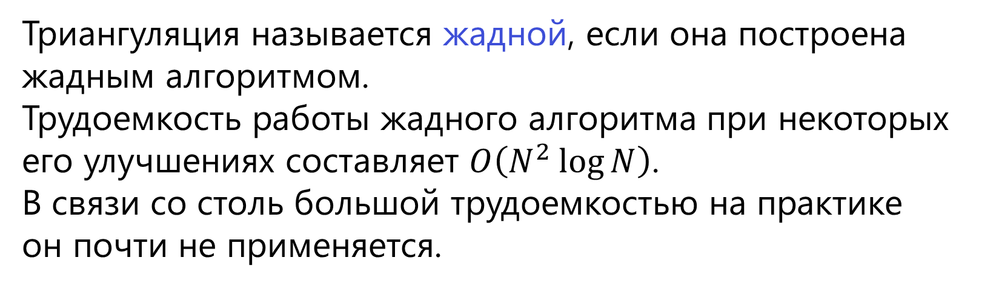 Триангуляция называется жадной, если она построена
жадным алгоритмом.
Трудоемкость работы жадного алгоритма при некоторых
его улучшениях составляет O(N² log N).
В связи со столь большой трудоемкостью на практике
он почти не применяется.